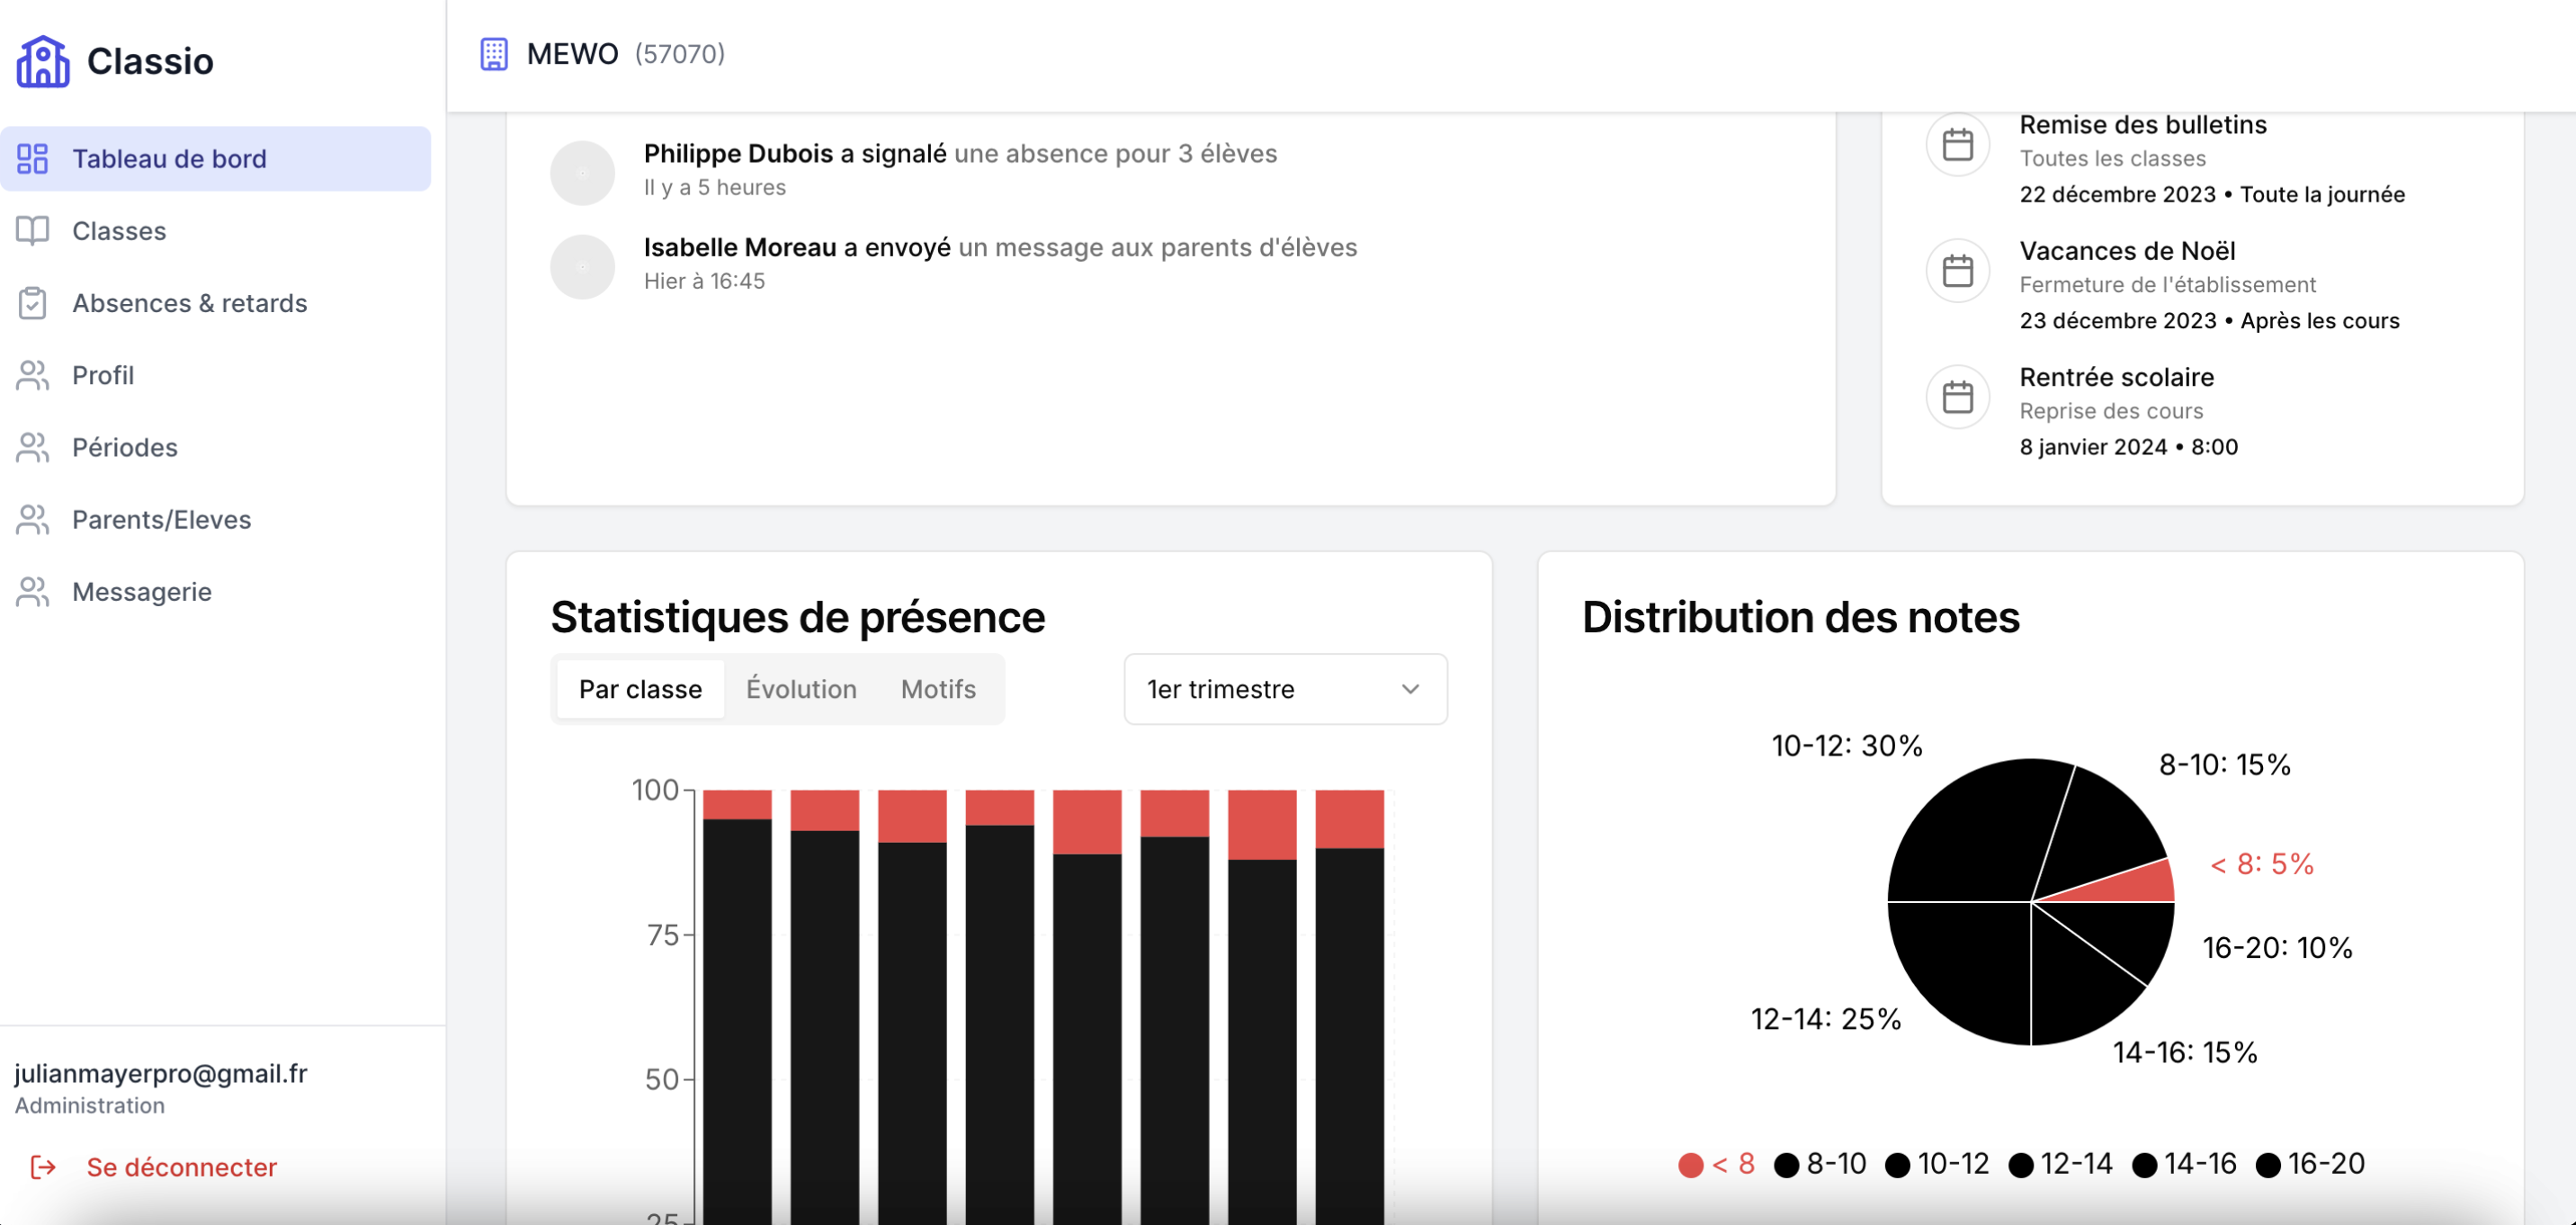 Classio
Tableau de bord
Classes
Absences & retards
Profil
Périodes
Parents/Eleves
Messagerie
julianmayerpro@gmail.fr
Administration
Se déconnecter
MEWO (57070)
Philippe Dubois a signalé une absence pour 3 élèves
Il y a 5 heures
Isabelle Moreau a envoyé un message aux parents d'élèves
Hier à 16:45
Remise des bulletins
Toutes les classes
22 décembre 2023 • Toute la journée
Vacances de Noël
Fermeture de l'établissement
23 décembre 2023 • Après les cours
Rentrée scolaire
Reprise des cours
8 janvier 2024 • 8:00
Statistiques de présence
Par classe Évolution Motifs
1er trimestre
100
75
50
25
Distribution des notes
10-12: 30%
8-10: 15%
< 8: 5%
16-20: 10%
12-14: 25%
14-16: 15%
< 8 8-10 10-12 12-14 14-16 16-20